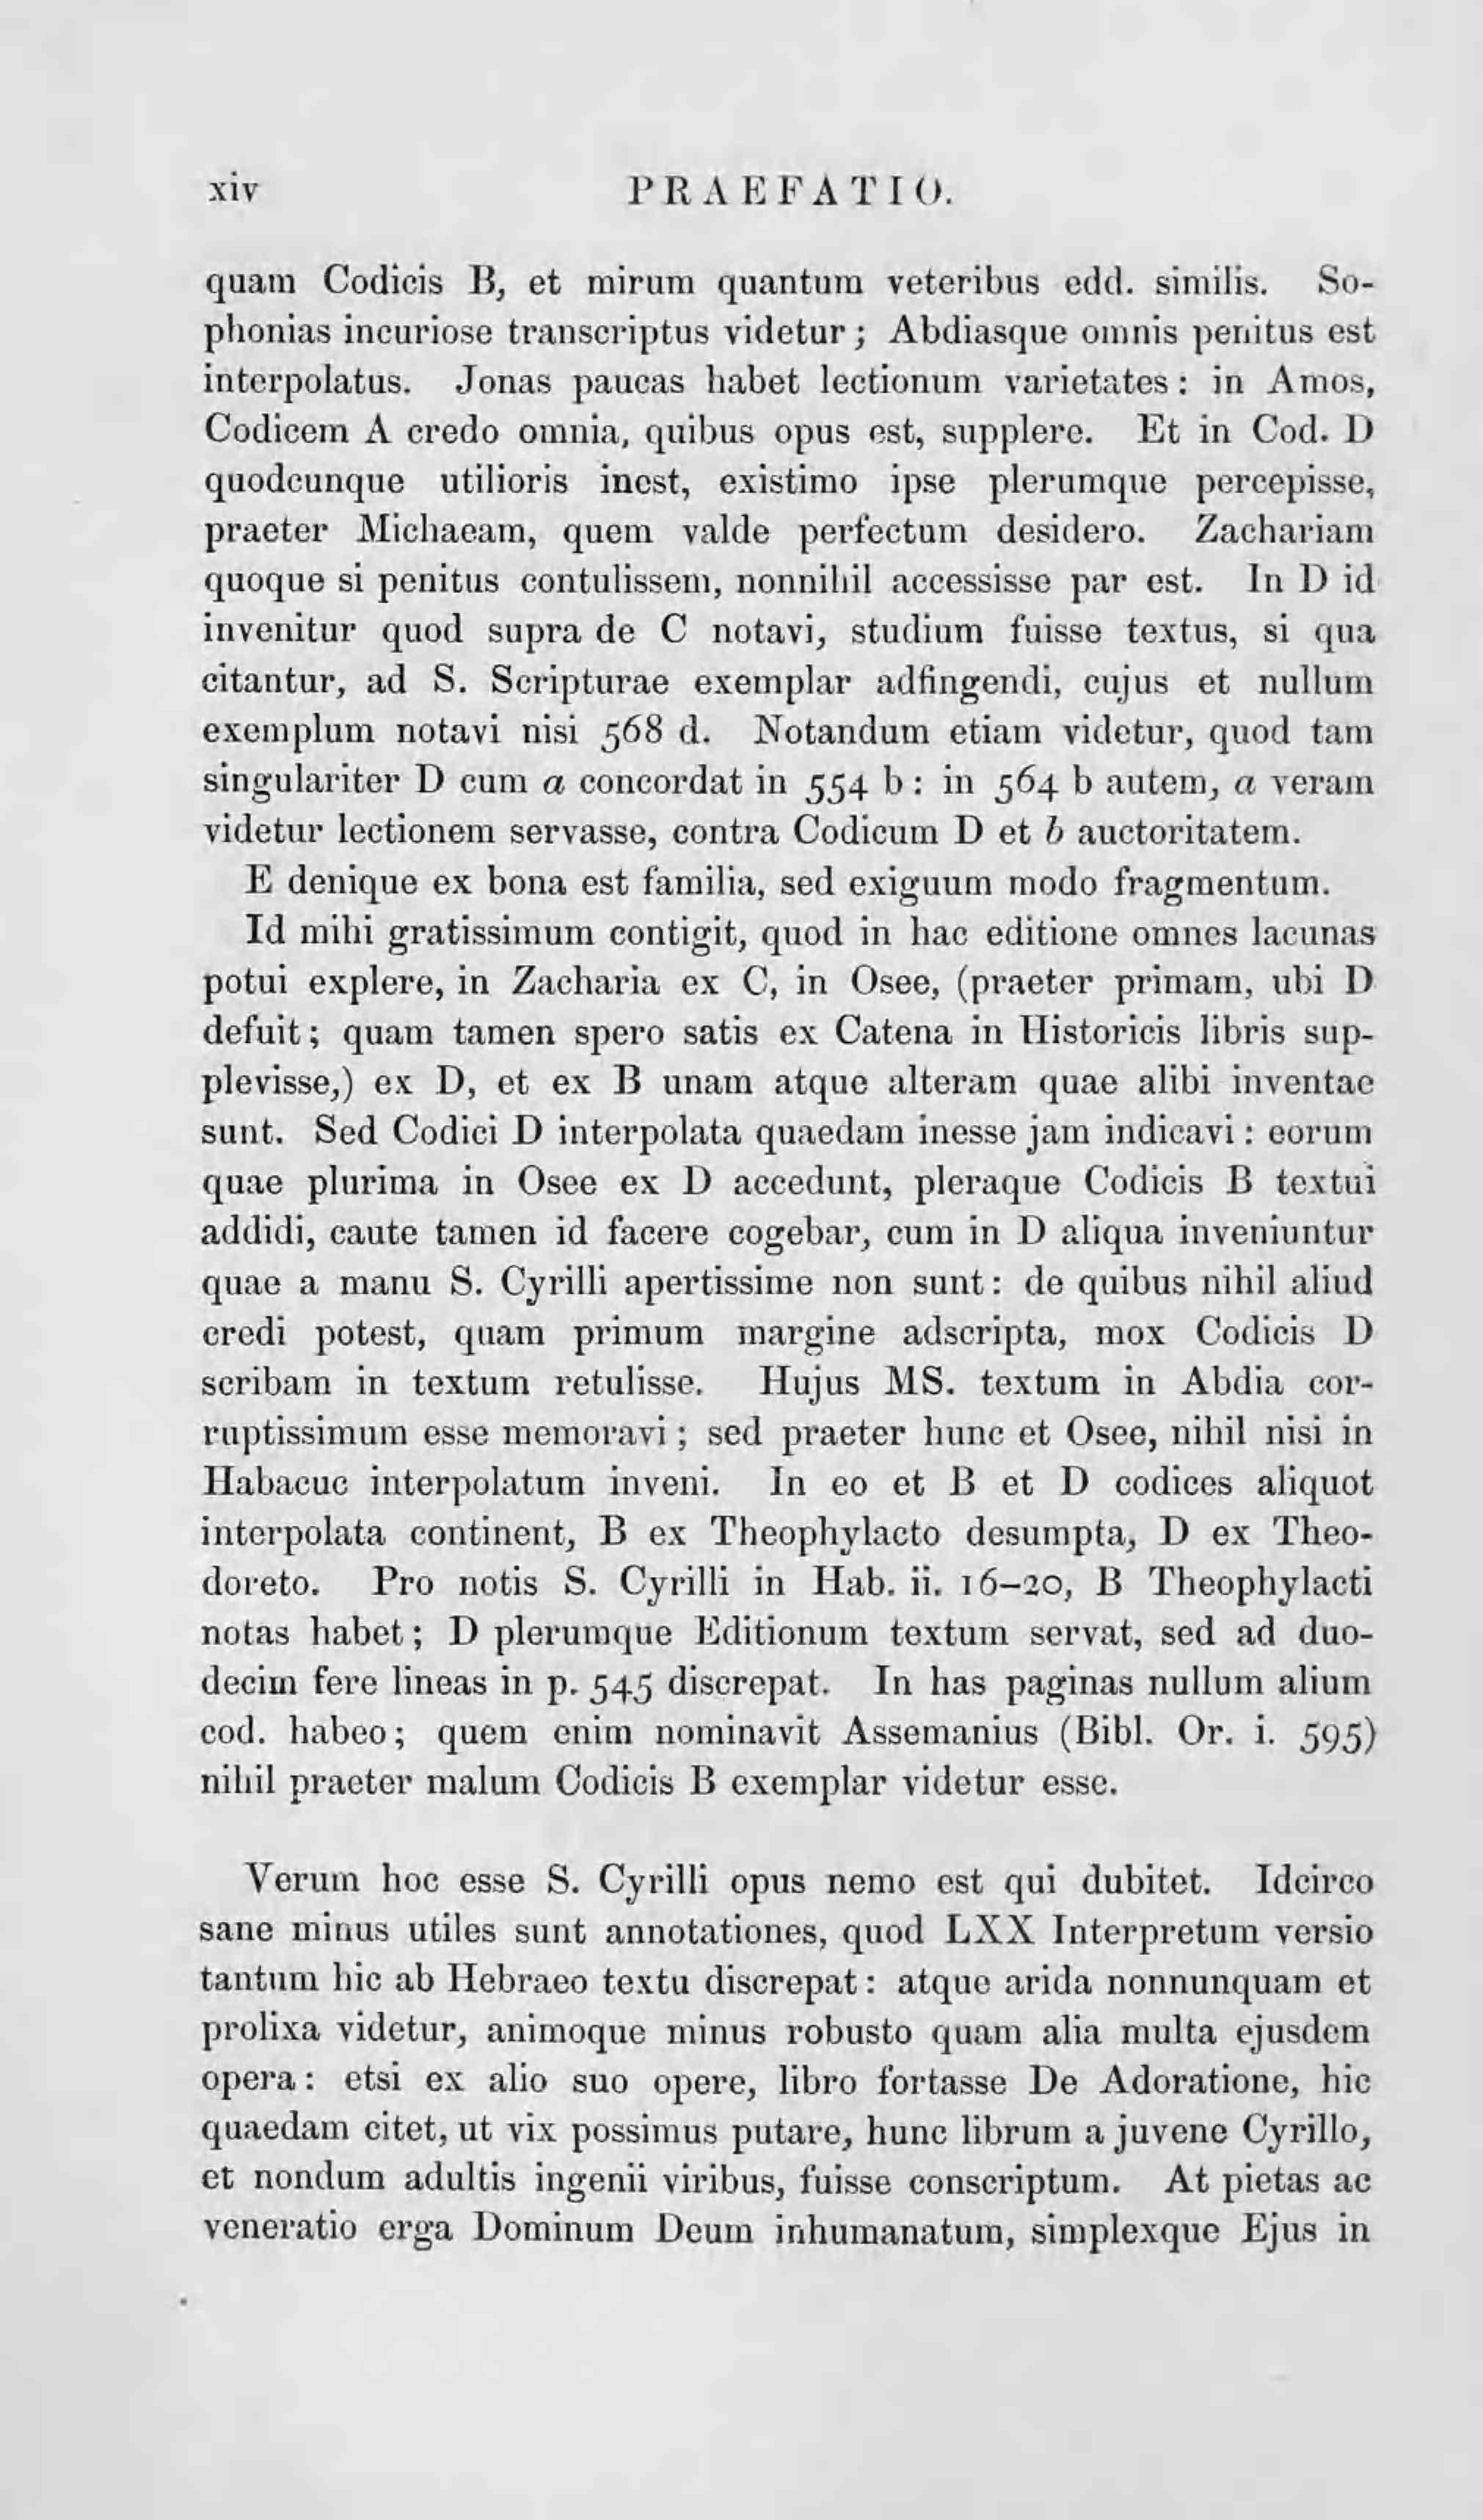 xiv PRAEFATIO.
quam Codicis B, et mirum quantum veteribus edd. similis. So-
phonias incuriose transcriptus videtur; Abdiasque omnis penitus est
interpolatus. Jonas paucas habet lectionum varietates: in Amos,
Codicem A credo omnia, quibus opus est, supplere. Et in Cod. D
quodcunque utilioris inest, existimo ipse plerumque percepisse,
praeter Michaeam, quem valde perfectum desidero. Zachariam
quoque si penitus contulissem, nonnihil accessisse par est. In D id
invenitur quod supra de C notavi, studium fuisse textus, si qua
citantur, ad S. Scripturae exemplar adfingendi, cujus et nullum
exemplum notavi nisi 568 d. Notandum etiam videtur, quod tam
singulariter D cum a concordat in 554 b: in 564 b autem, a veram
videtur lectionem servasse, contra Codicum D et b auctoritatem.
E denique ex bona est familia, sed exiguum modo fragmentum.
Id mihi gratissimum contigit, quod in hac editione omnes lacunas
potui explere, in Zacharia ex C, in Osee, (praeter primam, ubi D
defuit; quam tamen spero satis ex Catena in Historicis libris sup-
plevisse,) ex D, et ex B unam atque alteram quae alibi inventae
sunt. Sed Codici D interpolata quaedam inesse jam indicavi: eorum
quae plurima in Osee ex D accedunt, pleraque Codicis B textui
addidi, caute tamen id facere cogebar, cum in D aliqua inveniuntur
quae a manu S. Cyrilli apertissime non sunt: de quibus nihil aliud
credi potest, quam primum margine adscripta, mox Codicis D
scribam in textum retulisse. Hujus MS. textum in Abdia cor-
ruptissimum esse memoravi; sed praeter hunc et Osee, nihil nisi in
Habacuc interpolatum inveni. In eo et B et D codices aliquot
interpolata continent, B ex Theophylacto desumpta, D ex Theo-
doreto. Pro notis S. Cyrilli in Hab. ii. 16–20, B Theophylacti
notas habet; D plerumque Editionum textum servat, sed ad duo-
decim fere lineas in p. 545 discrepat. In has paginas nullum alium
cod. habeo; quem enim nominavit Assemanius (Bibl. Or. i. 595)
nihil praeter malum Codicis B exemplar videtur esse.
Verum hoc esse S. Cyrilli opus nemo est qui dubitet. Idcirco
sane minus utiles sunt annotationes, quod LXX Interpretum versio
tantum hic ab Hebraeo textu discrepat: atque arida nonnunquam et
prolixa videtur, animoque minus robusto quam alia multa ejusdem
opera: etsi ex alio suo opere, libro fortasse De Adoratione, hic
quaedam citet, ut vix possimus putare, hunc librum a juvene Cyrillo,
et nondum adultis ingenii viribus, fuisse conscriptum. At pietas ac
veneratio erga Dominum Deum inhumanatum, simplexque Ejus in